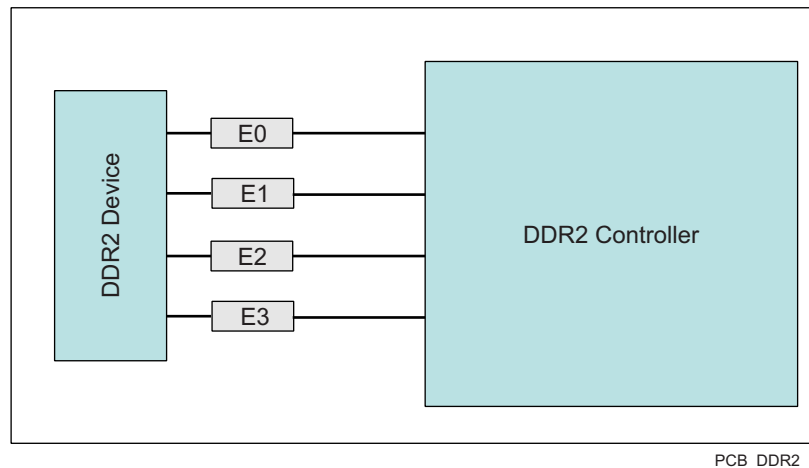 DDR2 Device
E0
E1
E2
E3
DDR2 Controller
PCB_DDR2